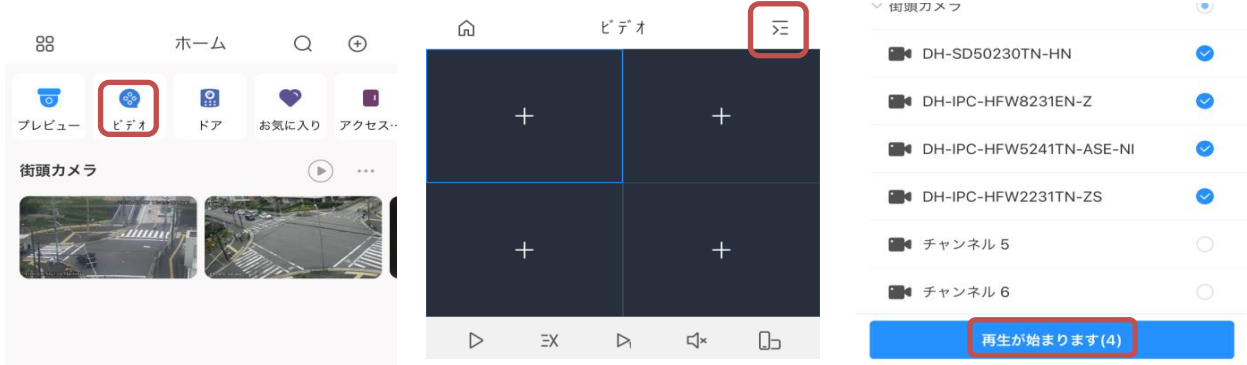 ホーム
プレビュー
ビデオ
ドア
お気に入り
アクセス…
街頭カメラ
ビデオ
街頭カメラ
DH-SD50230TN-HN
DH-IPC-HFW8231EN-Z
DH-IPC-HFW5241TN-ASE-NI
DH-IPC-HFW2231TN-ZS
チャンネル 5
チャンネル 6
再生が始まります(4)